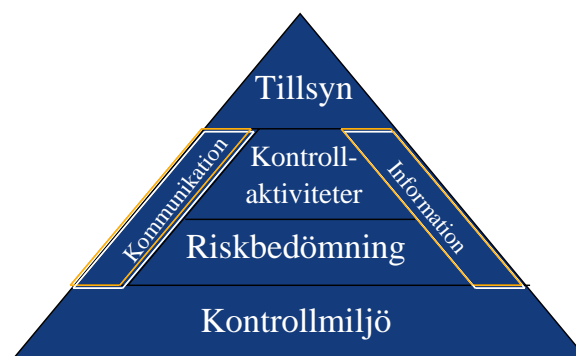 Tillsyn
Kommunikation
Kontroll-
aktiviteter
Information
Riskbedömning
Kontrollmiljö